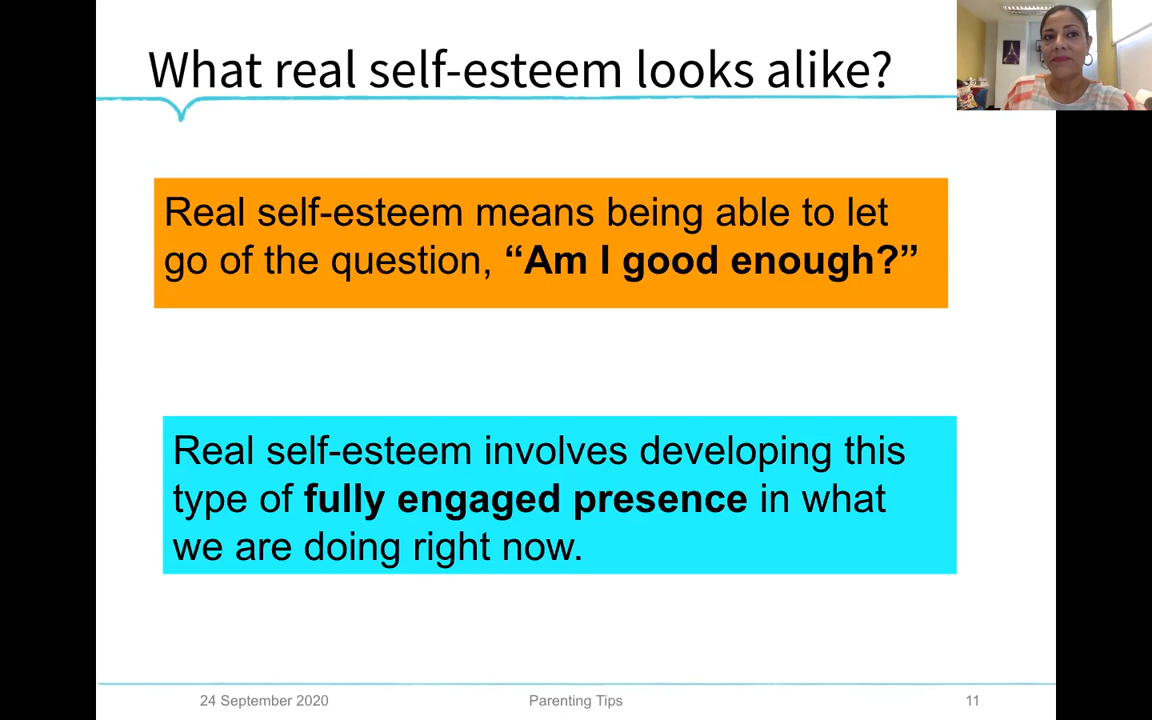 What real self-esteem looks alike?
Real self-esteem means being able to let
go of the question, “Am I good enough?”
Real self-esteem involves developing this
type of fully engaged presence in what
we are doing right now.
24 September 2020
Parenting Tips
11